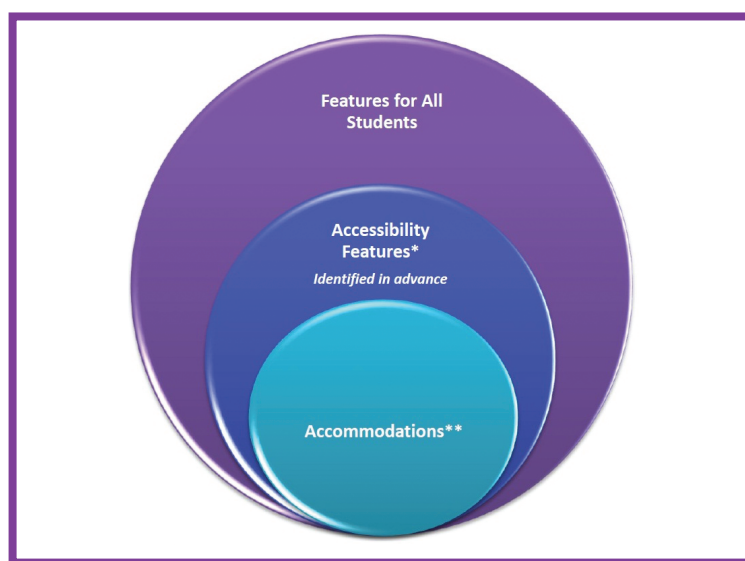 Features for All
Students
Accessibility
Features*
Identified in advance
Accommodations**